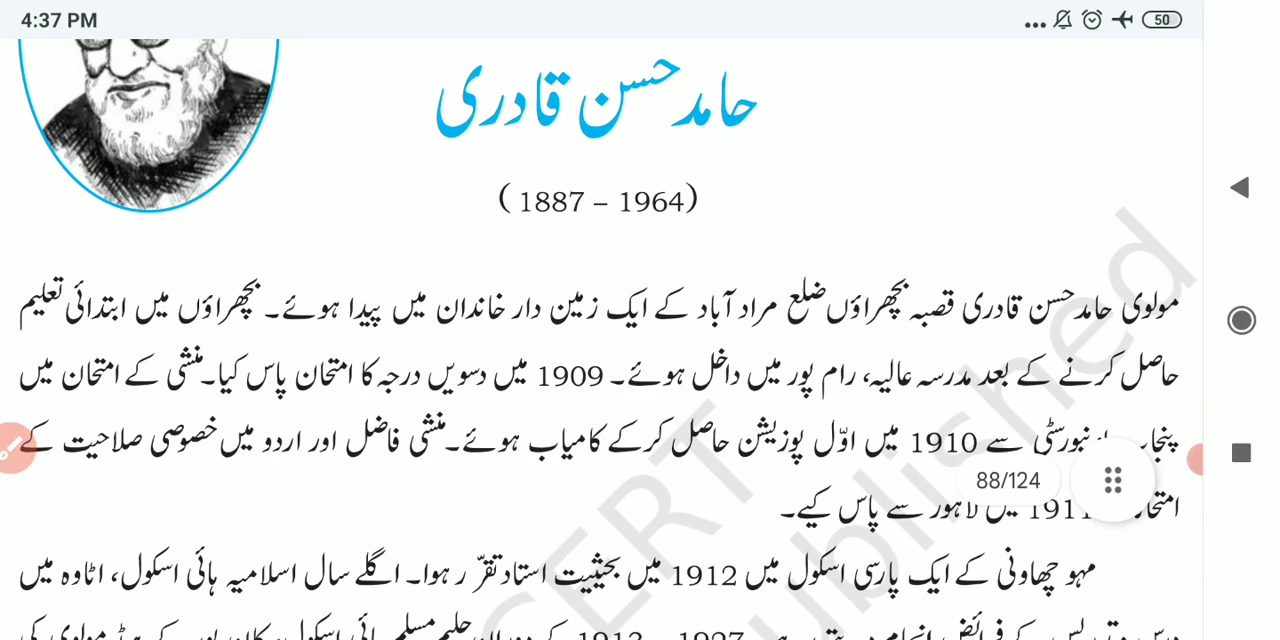 4:37 PM
50
حامد حسن قادری
(1887 – 1964)
مولوی حامد حسن قادری قصبہ بچھراؤں ضلع مراد آباد کے ایک زمین دار خاندان میں پیدا ہوئے۔ بچھراؤں میں ابتدائی تعلیم
حاصل کرنے کے بعد مدرسہ عالیہ، رام پور میں داخل ہوئے۔ 1909 میں دسویں درجہ کا امتحان پاس کیا۔ منشی کے امتحان میں
سے 1910 میں اوّل پوزیشن حاصل کرکے کامیاب ہوئے۔ منشی فاضل اور اردو میں خصوصی صلاحیت کے
88/124
1911 میں لاہور سے پاس کیے۔
مہو چھاونی کے ایک پارسی اسکول میں 1912 میں بحیثیت استاد تقرّر ہوا۔ اگلے سال اسلامیہ ہائی اسکول، اٹاوہ میں